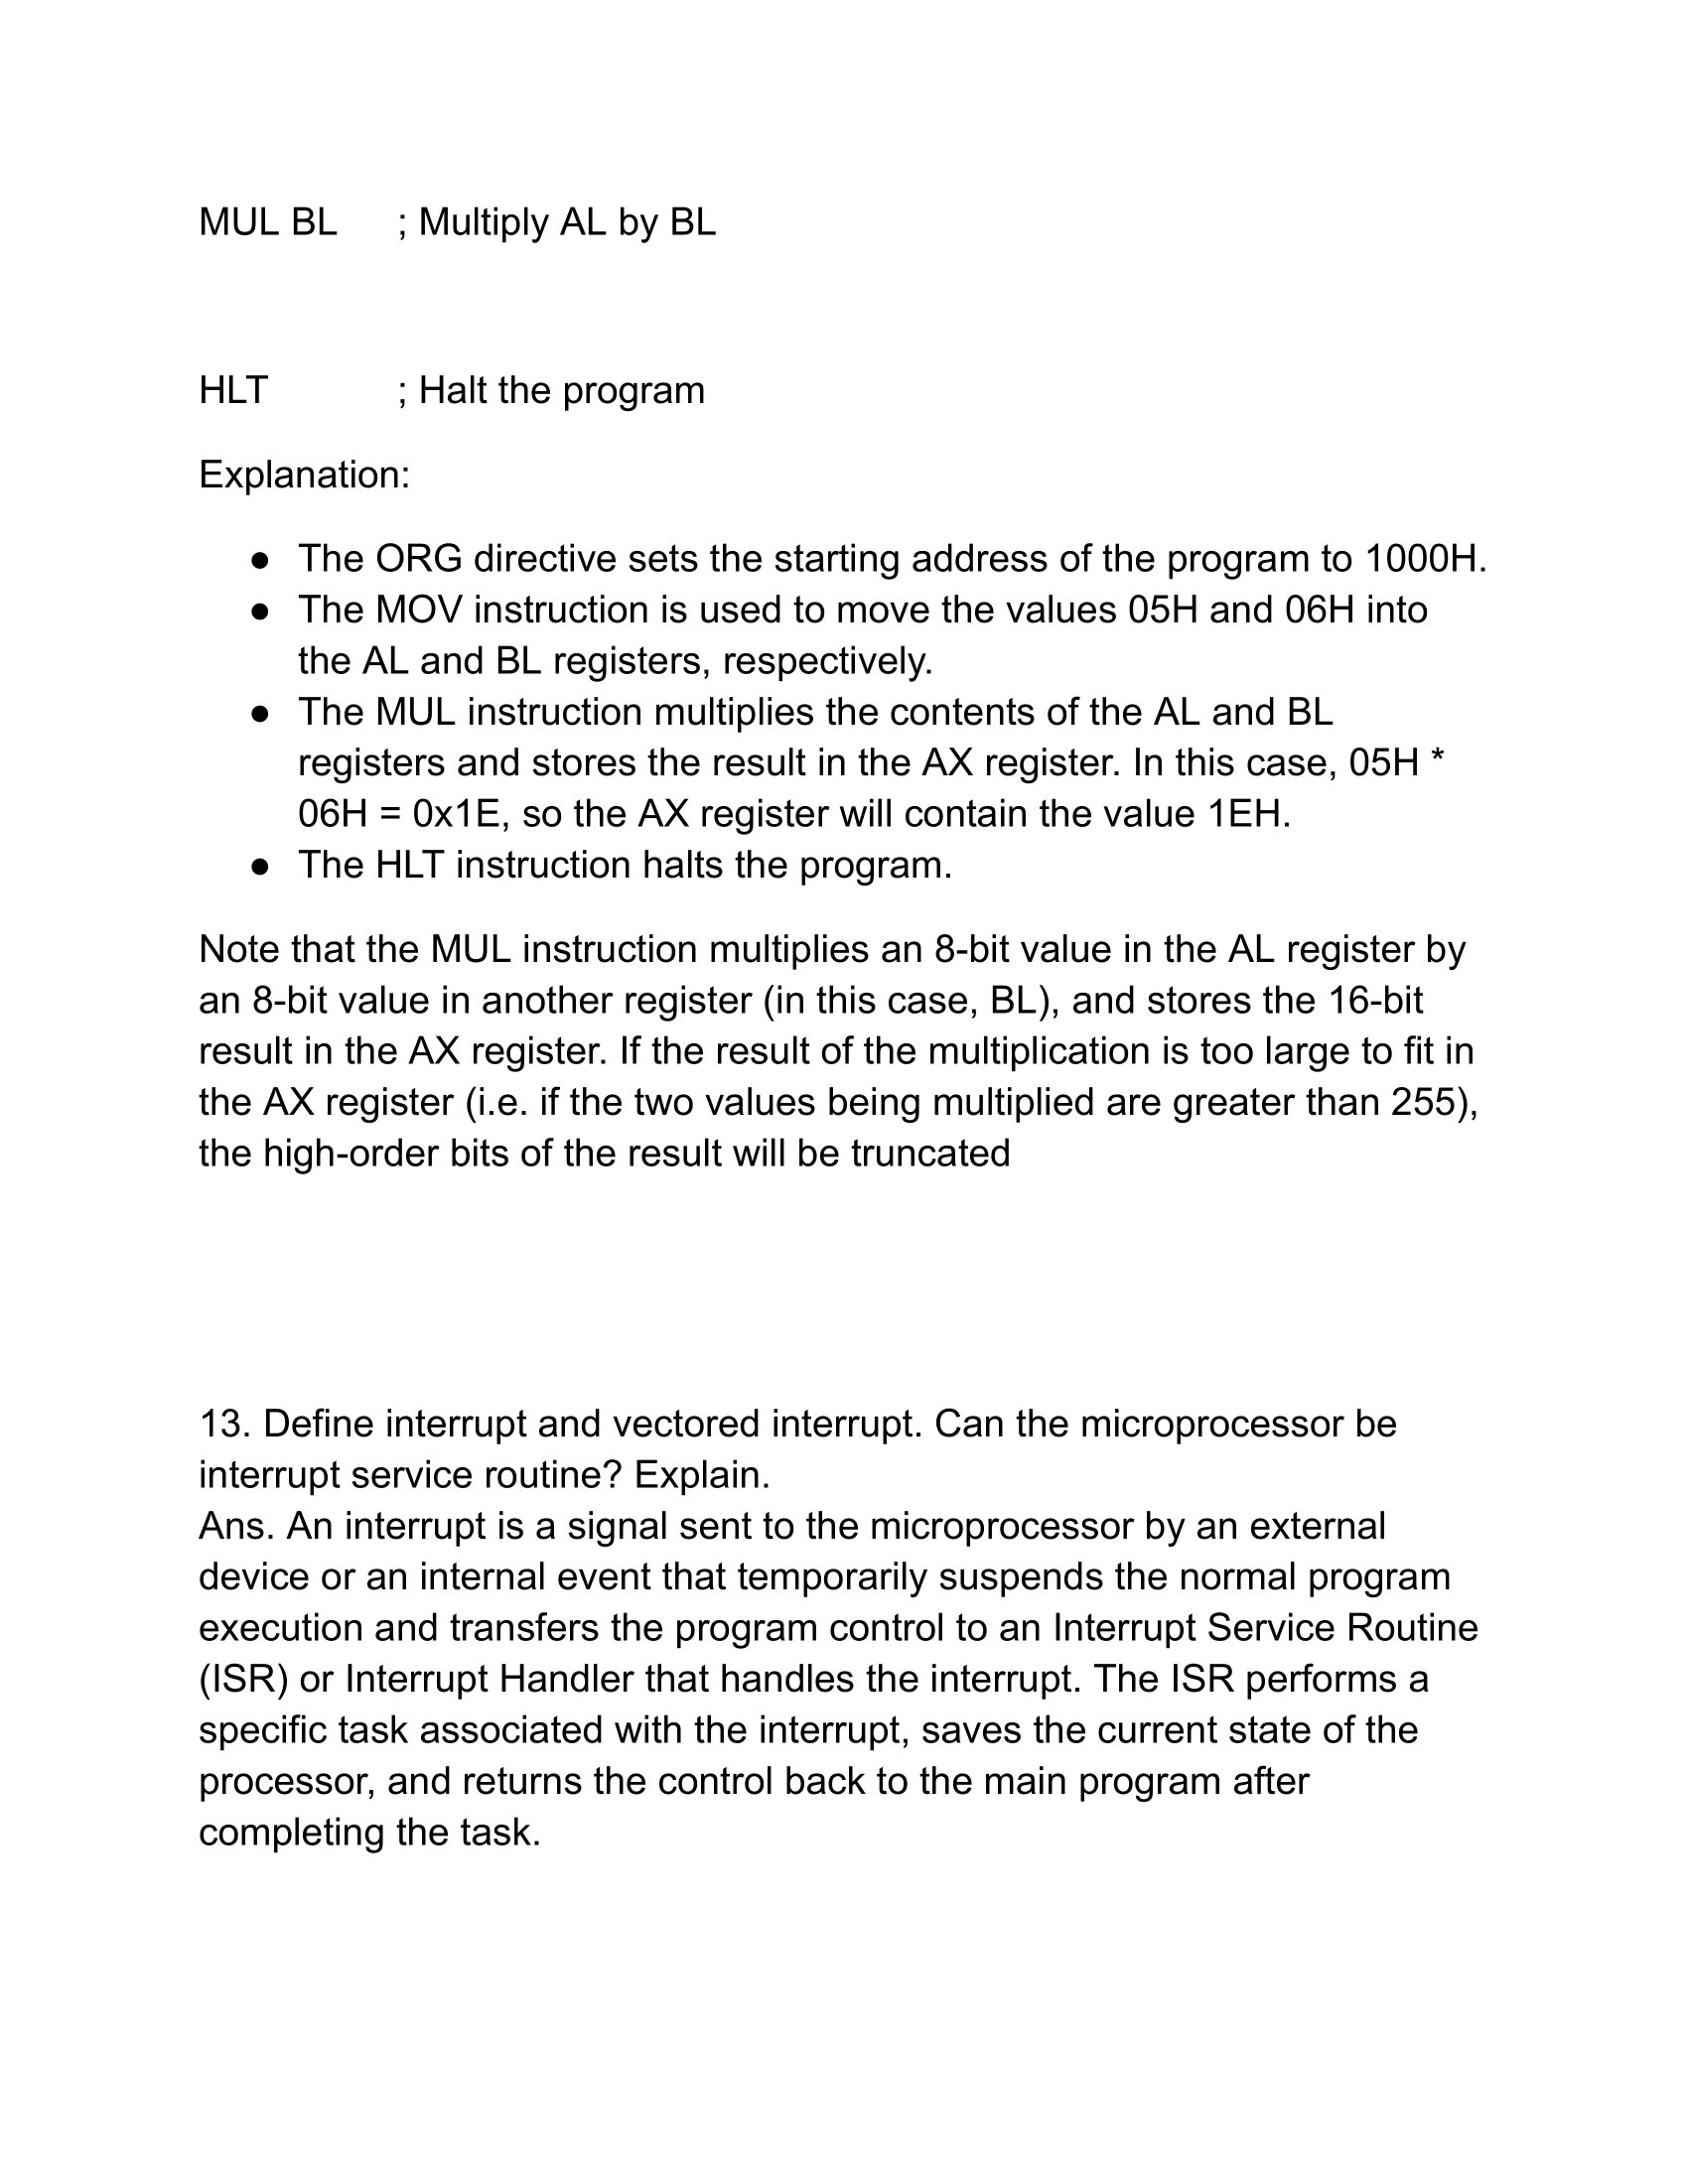 MUL BL ; Multiply AL by BL
HLT ; Halt the program
Explanation:
● The ORG directive sets the starting address of the program to 1000H.
● The MOV instruction is used to move the values 05H and 06H into
the AL and BL registers, respectively.
● The MUL instruction multiplies the contents of the AL and BL
registers and stores the result in the AX register. In this case, 05H *
06H = 0x1E, so the AX register will contain the value 1EH.
● The HLT instruction halts the program.
Note that the MUL instruction multiplies an 8-bit value in the AL register by
an 8-bit value in another register (in this case, BL), and stores the 16-bit
result in the AX register. If the result of the multiplication is too large to fit in
the AX register (i.e. if the two values being multiplied are greater than 255),
the high-order bits of the result will be truncated
13. Define interrupt and vectored interrupt. Can the microprocessor be
interrupt service routine? Explain.
Ans. An interrupt is a signal sent to the microprocessor by an external
device or an internal event that temporarily suspends the normal program
execution and transfers the program control to an Interrupt Service Routine
(ISR) or Interrupt Handler that handles the interrupt. The ISR performs a
specific task associated with the interrupt, saves the current state of the
processor, and returns the control back to the main program after
completing the task.